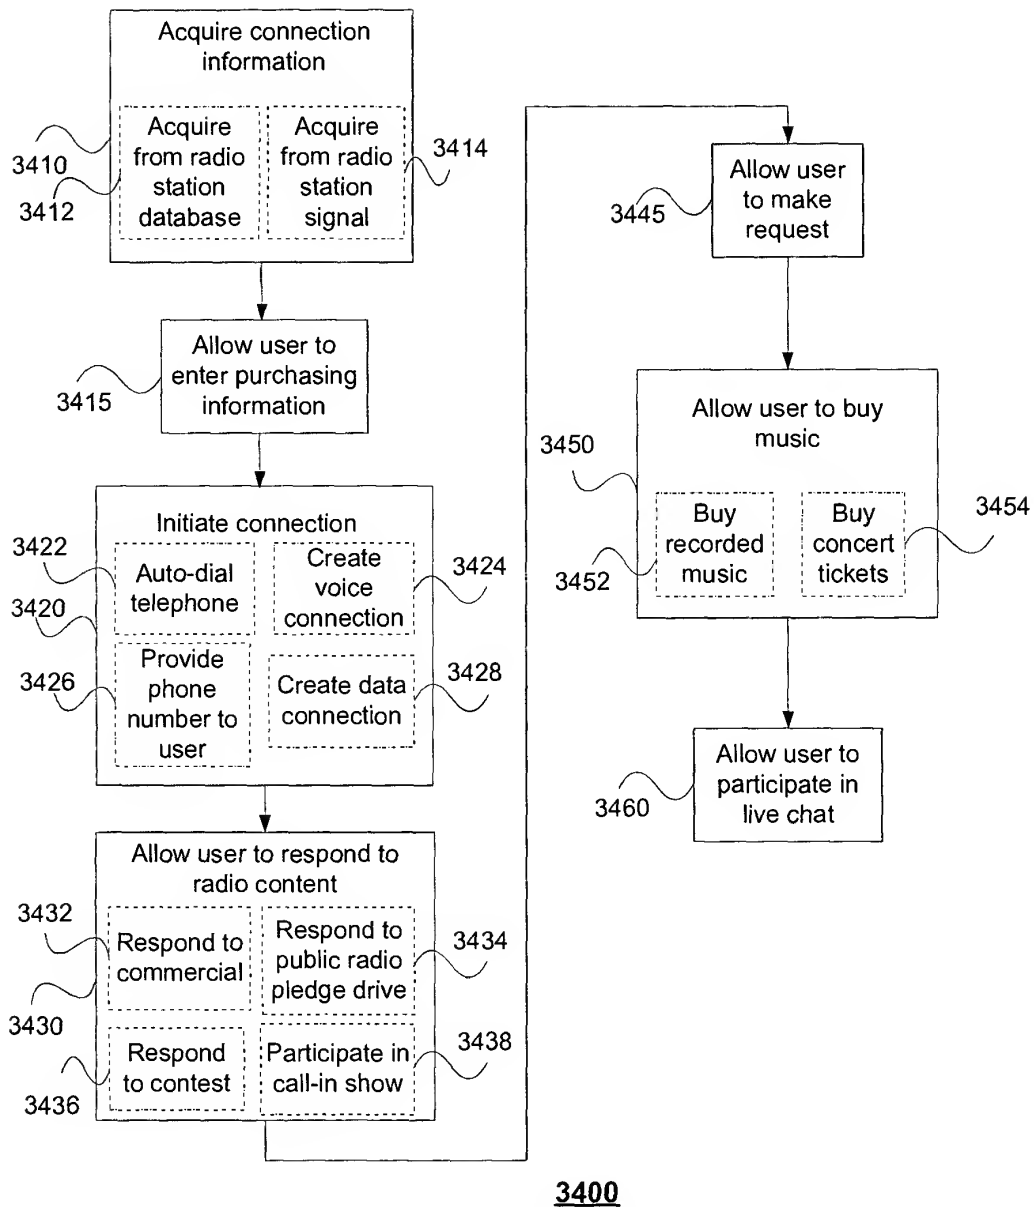 Acquire connection
information
Acquire
from radio
station
database
Acquire
from radio
station
signal
3410
3412
3414
Allow user to
enter purchasing
information
3415
Initiate connection
Auto-dial
telephone
Create
voice
connection
Provide
phone
number to
user
Create data
connection
3422
3420
3426
3424
3428
Allow user to respond to
radio content
Respond to
commercial
Respond to
public radio
pledge drive
Respond
to contest
Participate in
call-in show
3432
3430
3436
3434
3438
Allow user
to make
request
3445
Allow user to buy
music
Buy
recorded
music
Buy
concert
tickets
3450
3452
3454
Allow user to
participate in
live chat
3460
3400